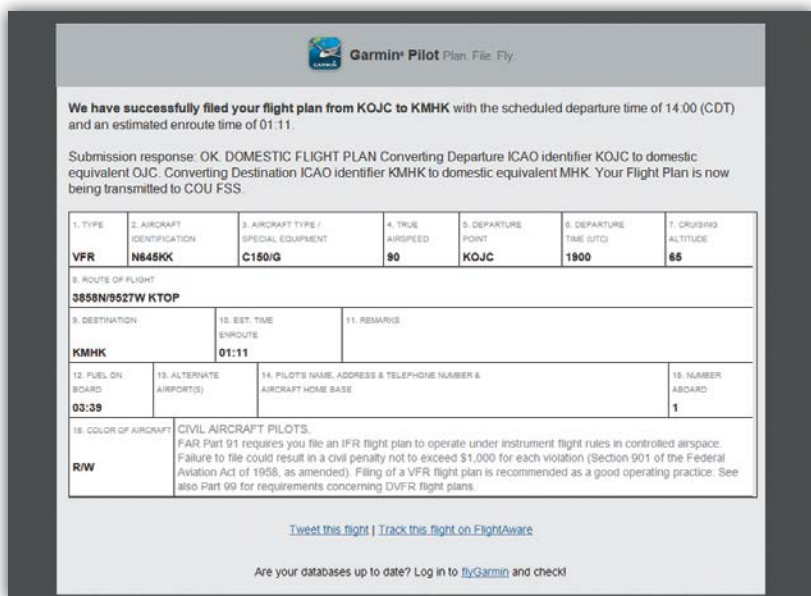 GARMIN
Garmin® Pilot Plan. File. Fly.
We have successfully filed your flight plan from KOJC to KMHK with the scheduled departure time of 14:00 (CDT)
and an estimated enroute time of 01:11.
Submission response: OK. DOMESTIC FLIGHT PLAN Converting Departure ICAO identifier KOJC to domestic
equivalent OJC. Converting Destination ICAO identifier KMHK to domestic equivalent MHK. Your Flight Plan is now
being transmitted to COU FSS.
1. TYPE
VFR
2. AIRCRAFT
IDENTIFICATION
N645KK
3. AIRCRAFT TYPE /
SPECIAL EQUIPMENT
C150/G
4. TRUE
AIRSPEED
90
5. DEPARTURE
POINT
KOJC
6. DEPARTURE
TIME (UTC)
1900
7. CRUISING
ALTITUDE
65
8. ROUTE OF FLIGHT
3858N/9527W KTOP
9. DESTINATION
KMHK
10. EST. TIME
ENROUTE
01:11
11. REMARKS
12. FUEL ON
BOARD
03:39
13. ALTERNATE
AIRPORT(S)
14. PILOT'S NAME, ADDRESS & TELEPHONE NUMBER &
AIRCRAFT HOME BASE
15. NUMBER
ABOARD
1
16. COLOR OF AIRCRAFT
R/W
CIVIL AIRCRAFT PILOTS.
FAR Part 91 requires you file an IFR flight plan to operate under instrument flight rules in controlled airspace.
Failure to file could result in a civil penalty not to exceed $1,000 for each violation (Section 901 of the Federal
Aviation Act of 1958, as amended). Filing of a VFR flight plan is recommended as a good operating practice. See
also Part 99 for requirements concerning DVFR flight plans.
Tweet this flight | Track this flight on FlightAware
Are your databases up to date? Log in to flyGarmin and check!